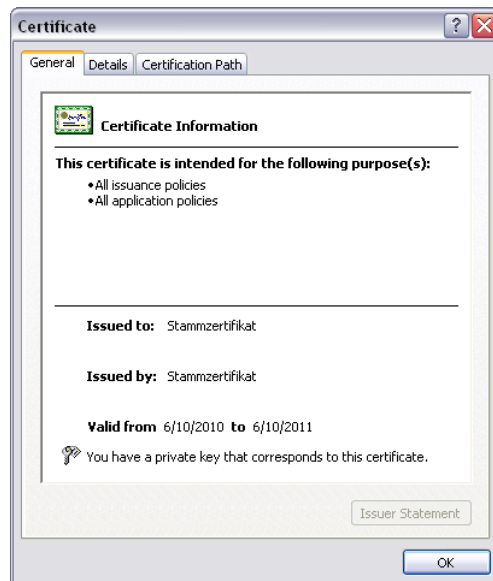 Certificate
General Details Certification Path
Certificate Information
This certificate is intended for the following purpose(s):
•All issuance policies
•All application policies
Issued to: Stammzertifikat
Issued by: Stammzertifikat
Valid from 6/10/2010 to 6/10/2011
You have a private key that corresponds to this certificate.
Issuer Statement
OK